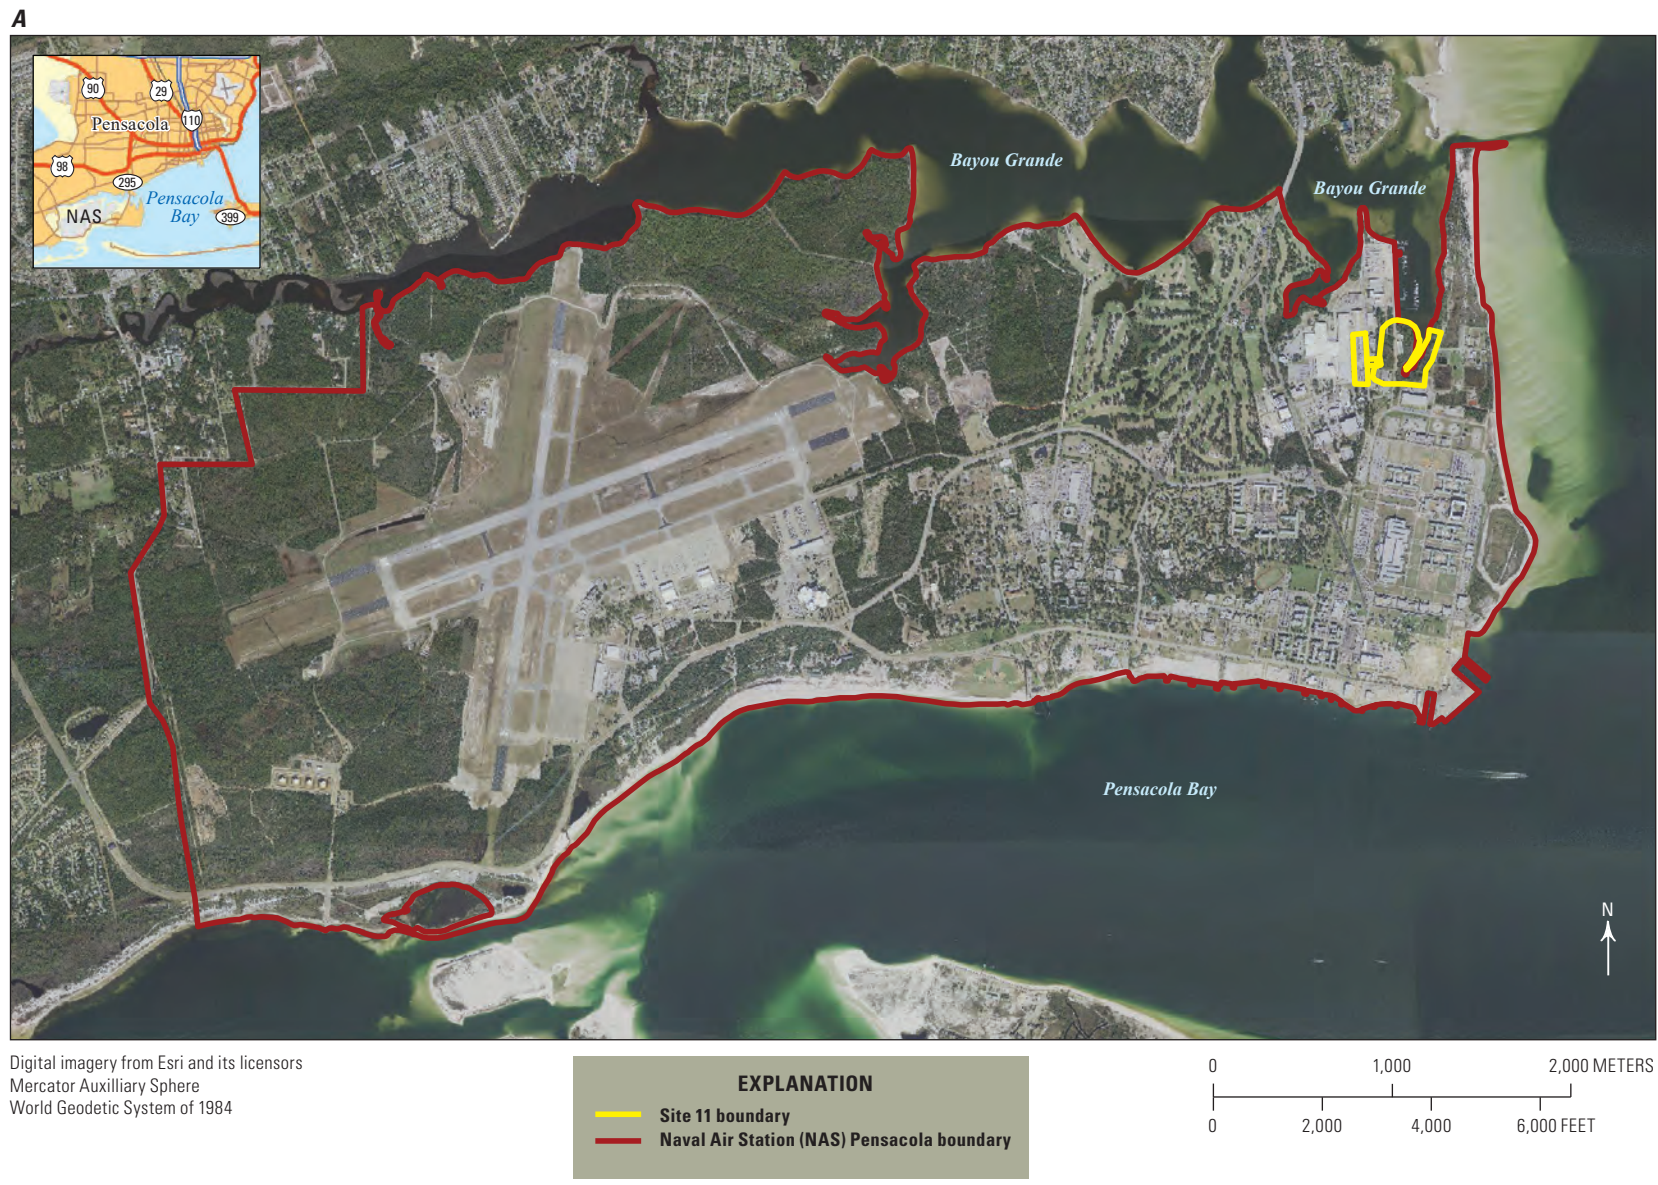 A
90
29
110
Pensacola
98
295
Pensacola
Bay
NAS
399
Bayou Grande
Bayou Grande
Pensacola Bay
N
Digital imagery from Esri and its licensors
Mercator Auxilliary Sphere
World Geodetic System of 1984
EXPLANATION
Site 11 boundary
Naval Air Station (NAS) Pensacola boundary
0 1,000 2,000 METERS
0 2,000 4,000 6,000 FEET